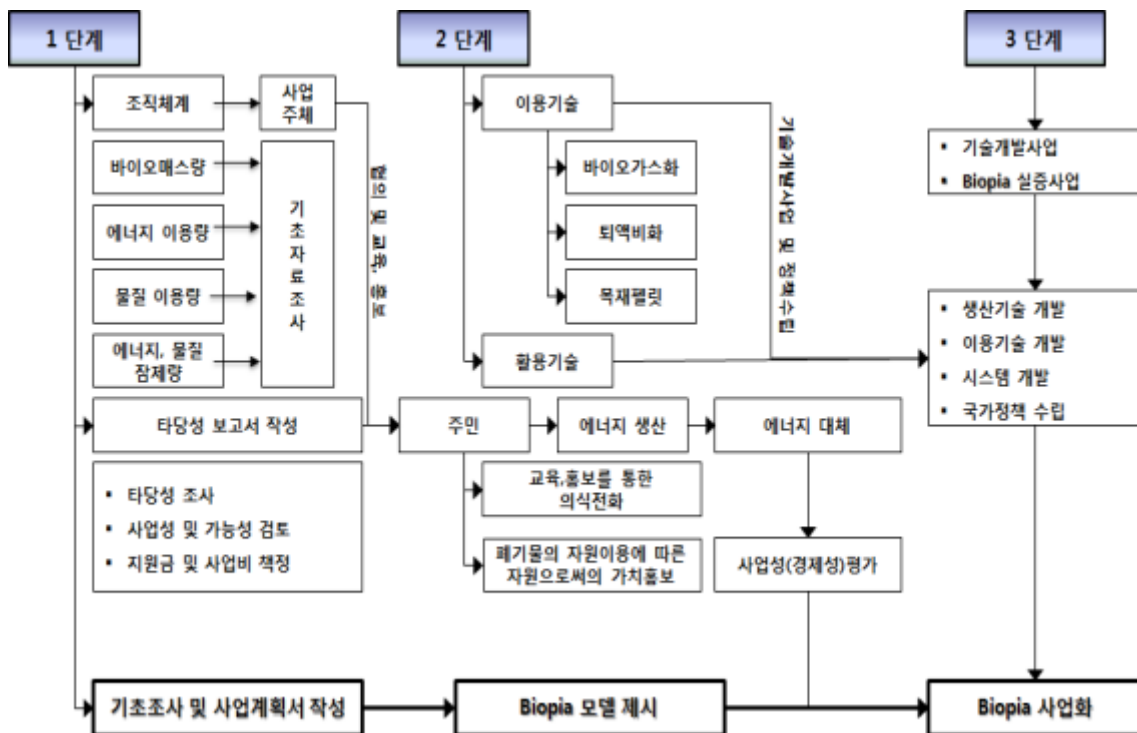 1 단계
2 단계
3 단계
조직체계
사업
주체
바이오매스량
에너지 이용량
물질 이용량
에너지, 물질
잠재량
기초자료조사
협의 및 교육, 홍보
타당성 보고서 작성
▪ 타당성 조사
▪ 사업성 및 가능성 검토
▪ 지원금 및 사업비 책정
기초조사 및 사업계획서 작성
이용기술
바이오가스화
퇴액비화
목재펠릿
활용기술
기술개발사업 및 정책수립
주민
에너지 생산
에너지 대체
교육,홍보를 통한
의식전화
폐기물의 자원이용에 따른
자원으로써의 가치홍보
사업성(경제성)평가
Biopia 모델 제시
▪ 기술개발사업
▪ Biopia 실증사업
▪ 생산기술 개발
▪ 이용기술 개발
▪ 시스템 개발
▪ 국가정책 수립
Biopia 사업화